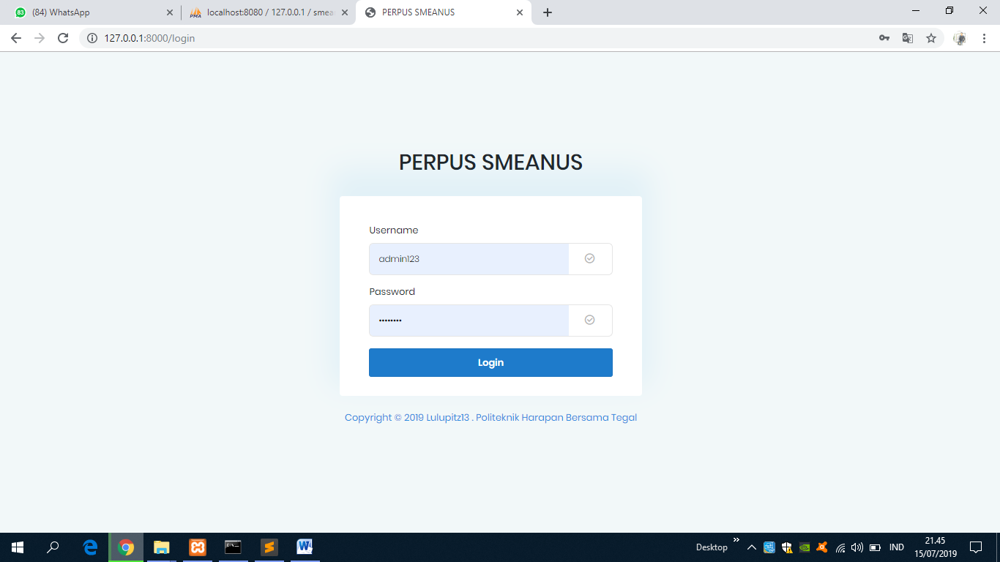 (84) WhatsApp
localhost:8080 / 127.0.0.1 / smea
PERPUS SMEANUS
127.0.0.1:8000/login
PERPUS SMEANUS
Username
admin123
Password
••••••••
Login
Copyright © 2019 Lulupitz13 . Politeknik Harapan Bersama Tegal
Desktop
IND
21.45
15/07/2019